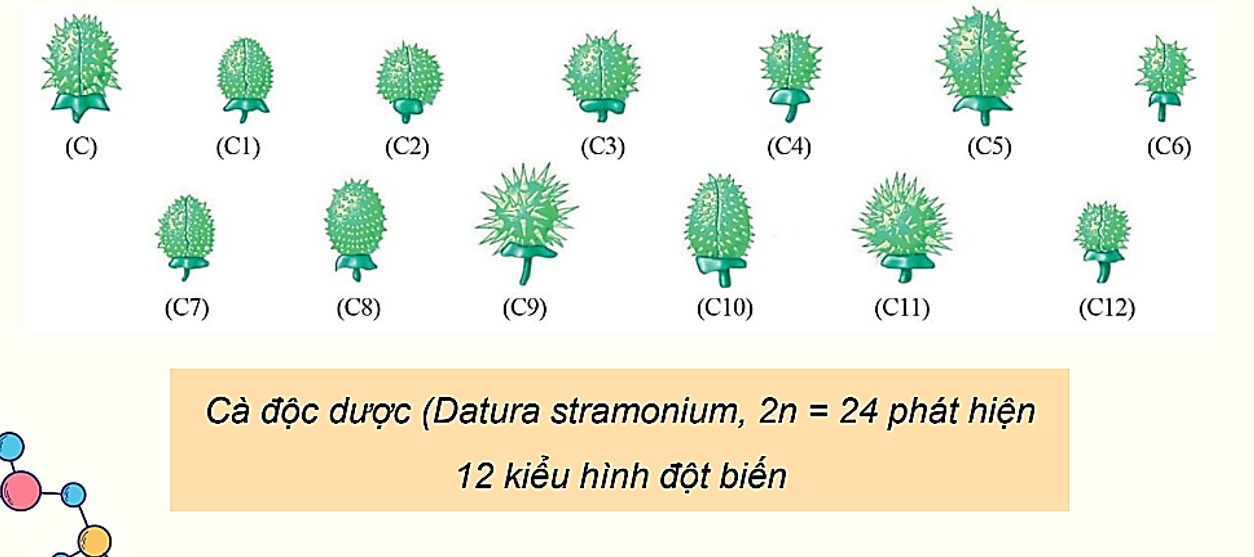 (C) (C1) (C2) (C3) (C4) (C5) (C6)
(C7) (C8) (C9) (C10) (C11) (C12)
Cà độc dược (Datura stramonium, 2n = 24 phát hiện
12 kiểu hình đột biến